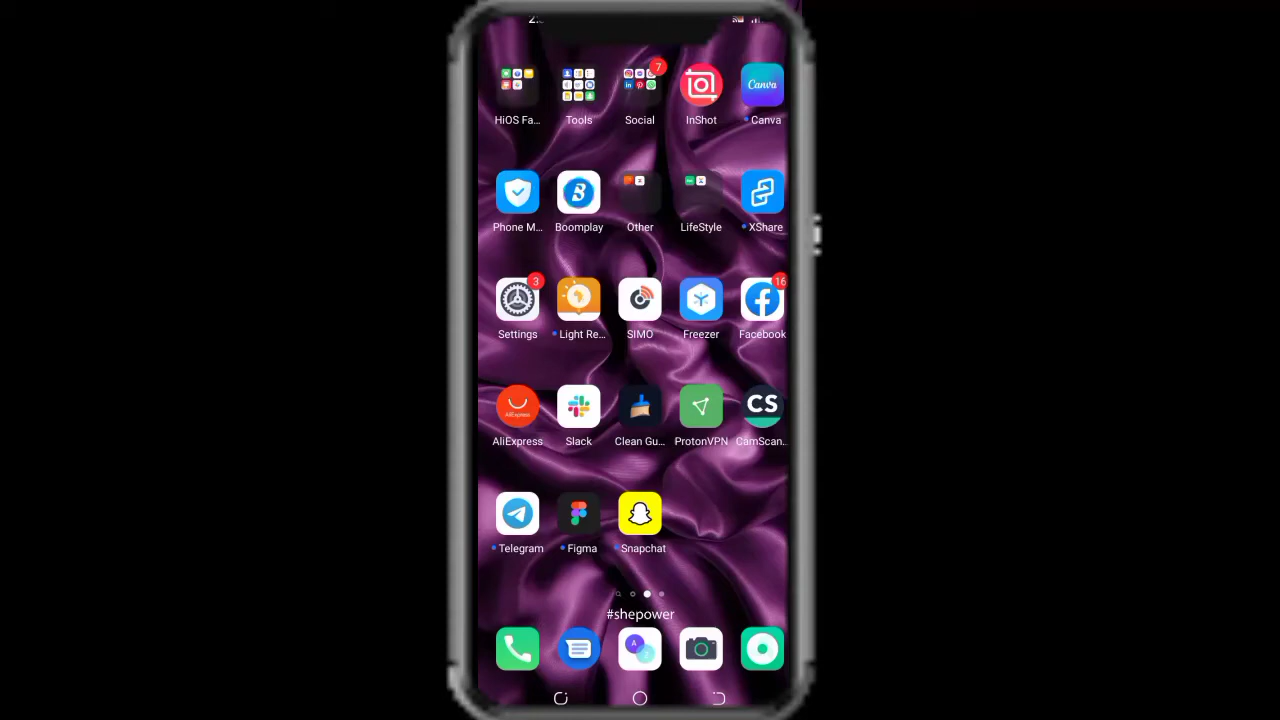 7
Canva
HiOS Fa... Tools Social InShot Canva
B
Phone M... Boomplay Other LifeStyle XShare
3 16
Settings Light Re... SIMO Freezer Facebook
AliExpress CS
AliExpress Slack Clean Gu... ProtonVPN CamScan..
Telegram Figma Snapchat
#shepower
A